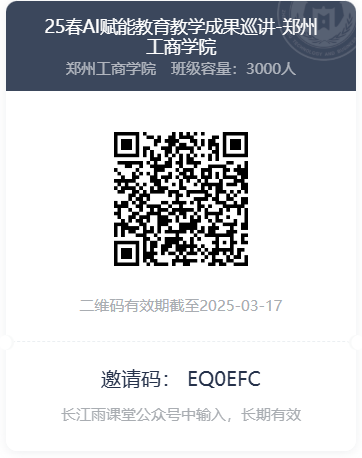 25春AI赋能教育教学成果巡讲-郑州
工商学院
郑州工商学院 班级容量：3000人
二维码有效期截至2025-03-17
邀请码： EQ0EFC
长江雨课堂公众号中输入，长期有效